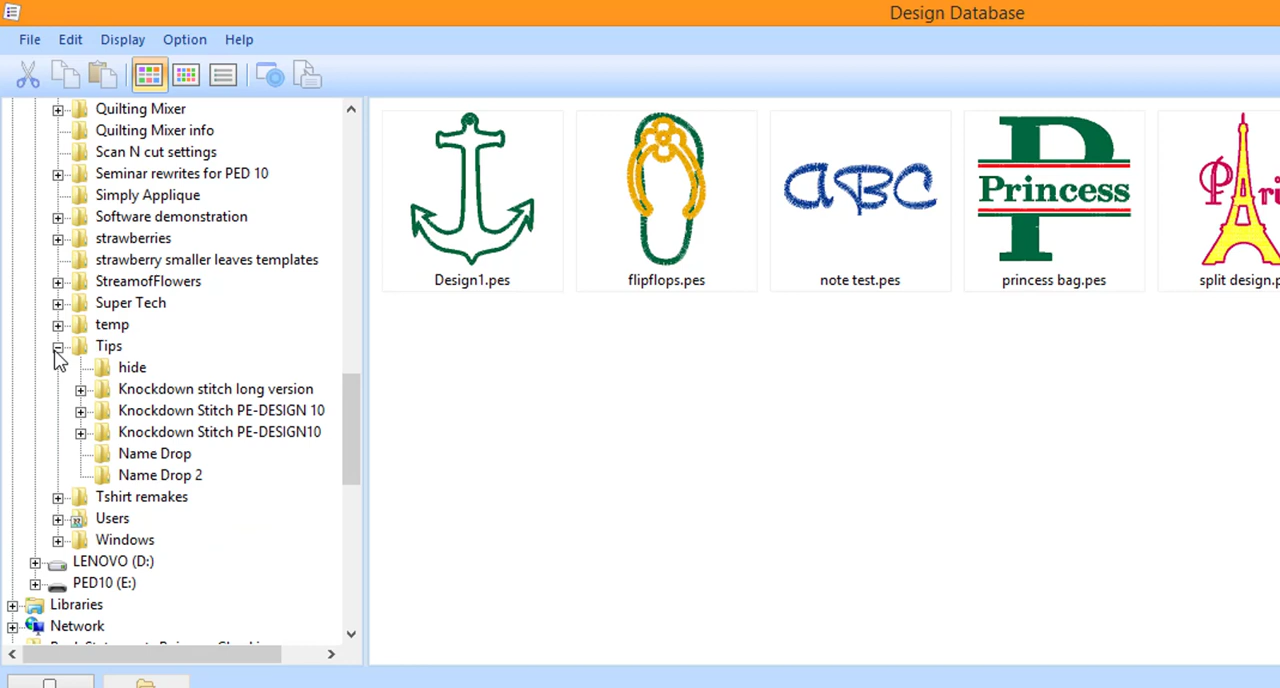 Design Database
File Edit Display Option Help
Quilting Mixer
Quilting Mixer info
Scan N cut settings
Seminar rewrites for PED 10
Simply Applique
Software demonstration
strawberries
strawberry smaller leaves templates
StreamofFlowers
Super Tech
temp
Tips
hide
Knockdown stitch long version
Knockdown Stitch PE-DESIGN 10
Knockdown Stitch PE-DESIGN10
Name Drop
Name Drop 2
Tshirt remakes
Users
Windows
LENOVO (D:)
PED10 (E:)
Libraries
Network
ABC
P
Princess
Design1.pes
flipflops.pes
note test.pes
princess bag.pes
split design